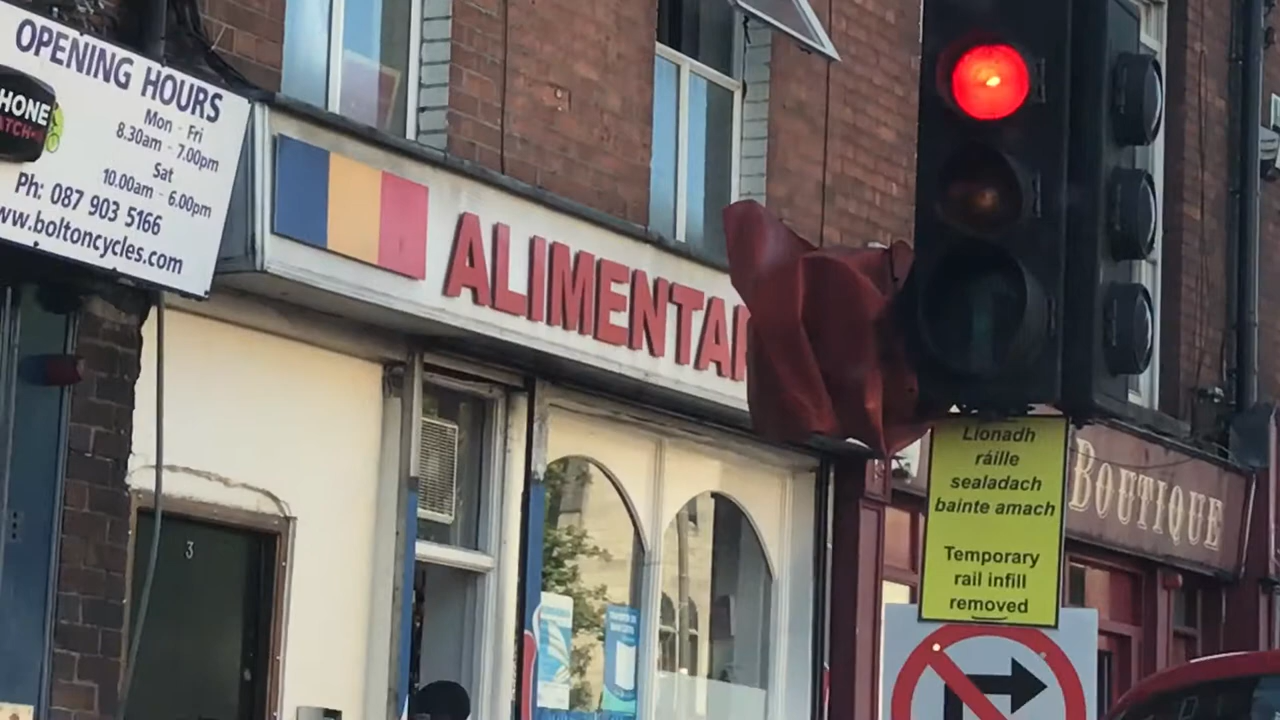 OPENING HOURS
Mon - Fri
8.30am - 7.00pm
Sat
10.00am - 6.00pm
Ph: 087 903 5166
ww.boltoncycles.com
HONE
ATCH
ALIMENTA
3
Líonadh
ráille
sealadach
bainte amach
Temporary
rail infill
removed
BOUTIQUE